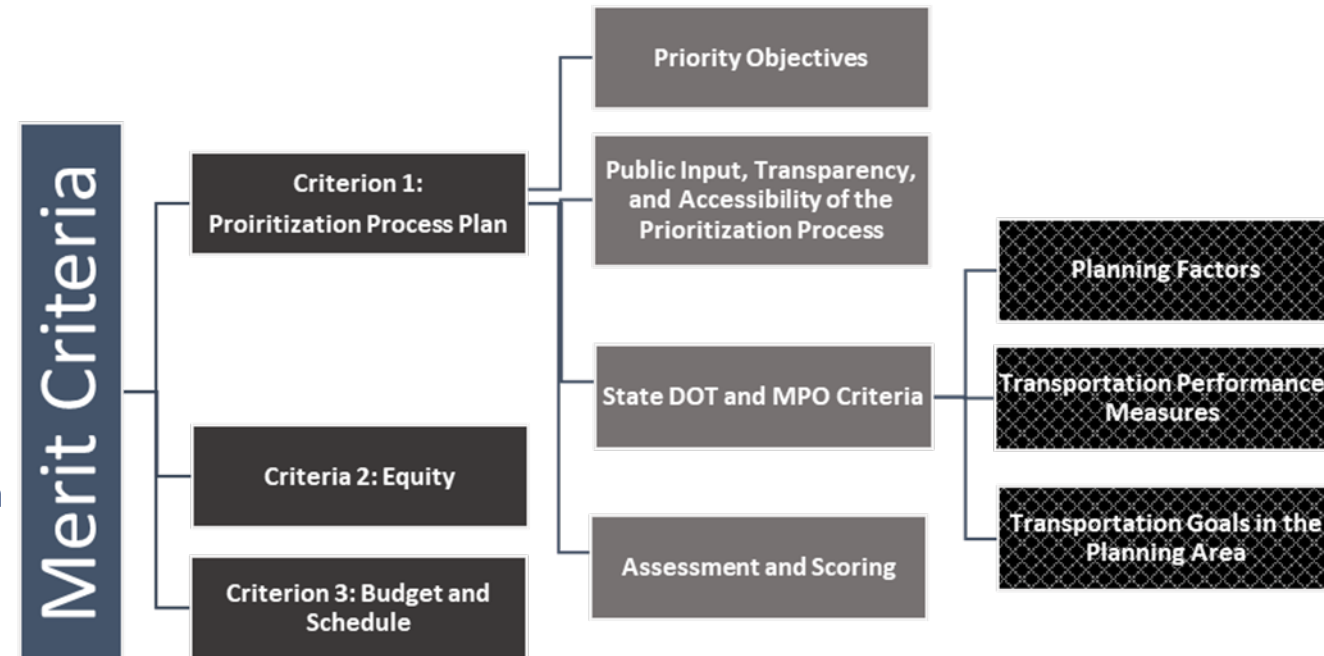 Merit Criteria
Criterion 1:
Proiritization Process Plan
Criteria 2: Equity
Criterion 3: Budget and
Schedule
Priority Objectives
Public Input, Transparency,
and Accessibility of the
Prioritization Process
State DOT and MPO Criteria
Assessment and Scoring
Planning Factors
Transportation Performance
Measures
Transportation Goals in the
Planning Area